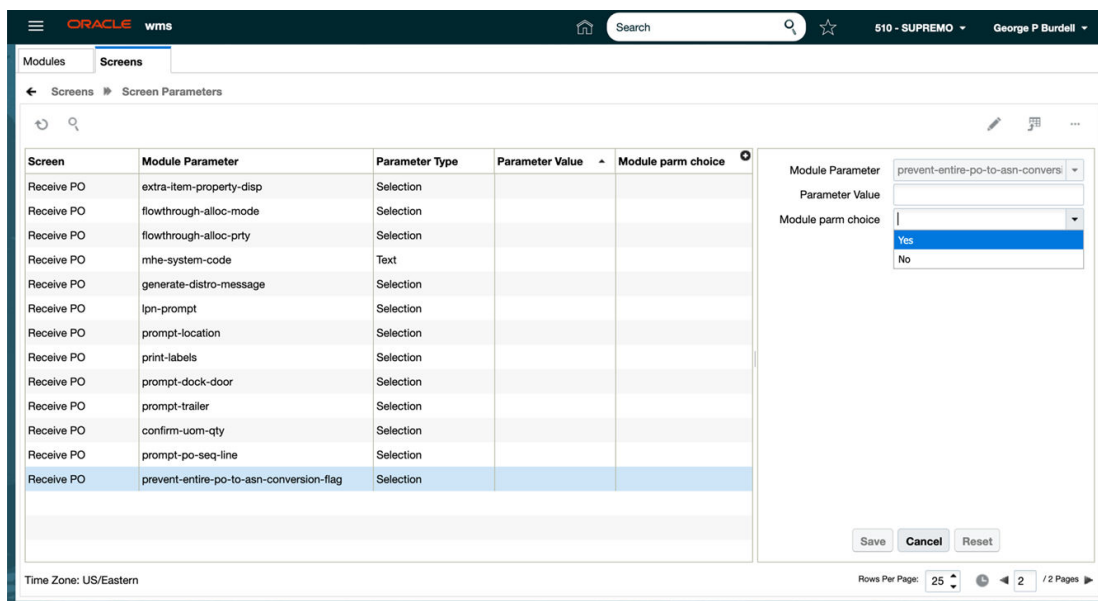 ORACLE wms Search 510 - SUPREMO George P Burdell
Modules Screens
Screens Screen Parameters
...
Screen Module Parameter Parameter Type Parameter Value Module parm choice
Receive PO extra-item-property-disp Selection
Receive PO flowthrough-alloc-mode Selection
Receive PO flowthrough-alloc-prty Selection
Receive PO mhe-system-code Text
Receive PO generate-distro-message Selection
Receive PO lpn-prompt Selection
Receive PO prompt-location Selection
Receive PO print-labels Selection
Receive PO prompt-dock-door Selection
Receive PO prompt-trailer Selection
Receive PO confirm-uom-qty Selection
Receive PO prompt-po-seq-line Selection
Receive PO prevent-entire-po-to-asn-conversion-flag Selection
Module Parameter prevent-entire-po-to-asn-conversi
Parameter Value
Module parm choice
Yes
No
Save Cancel Reset
Time Zone: US/Eastern Rows Per Page: 25 2 / 2 Pages